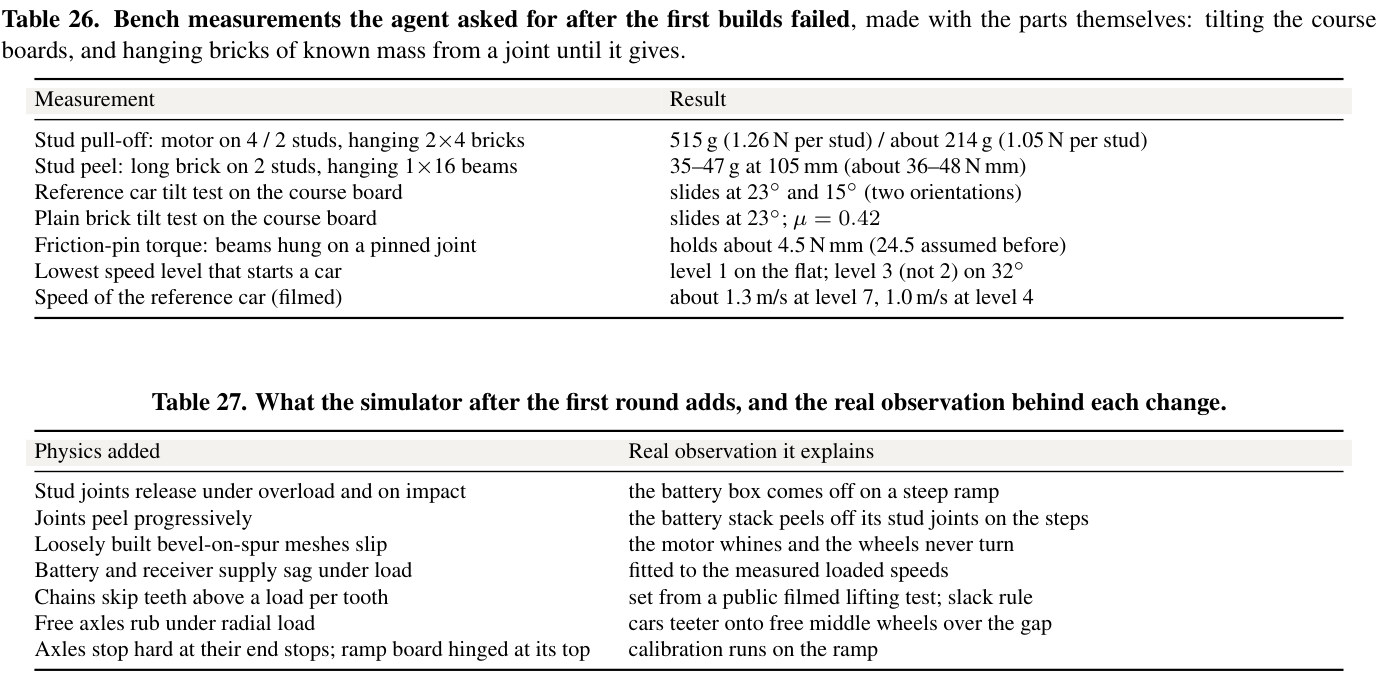 Table 26. Bench measurements the agent asked for after the first builds failed, made with the parts themselves: tilting the course
boards, and hanging bricks of known mass from a joint until it gives.
Measurement Result
Stud pull-off: motor on 4 / 2 studs, hanging 2×4 bricks 515 g (1.26 N per stud) / about 214 g (1.05 N per stud)
Stud peel: long brick on 2 studs, hanging 1×16 beams 35–47 g at 105 mm (about 36–48 N mm)
Reference car tilt test on the course board slides at 23° and 15° (two orientations)
Plain brick tilt test on the course board slides at 23°; μ = 0.42
Friction-pin torque: beams hung on a pinned joint holds about 4.5 N mm (24.5 assumed before)
Lowest speed level that starts a car level 1 on the flat; level 3 (not 2) on 32°
Speed of the reference car (filmed) about 1.3 m/s at level 7, 1.0 m/s at level 4
Table 27. What the simulator after the first round adds, and the real observation behind each change.
Physics added Real observation it explains
Stud joints release under overload and on impact the battery box comes off on a steep ramp
Joints peel progressively the battery stack peels off its stud joints on the steps
Loosely built bevel-on-spur meshes slip the motor whines and the wheels never turn
Battery and receiver supply sag under load fitted to the measured loaded speeds
Chains skip teeth above a load per tooth set from a public filmed lifting test; slack rule
Free axles rub under radial load cars teeter onto free middle wheels over the gap
Axles stop hard at their end stops; ramp board hinged at its top calibration runs on the ramp